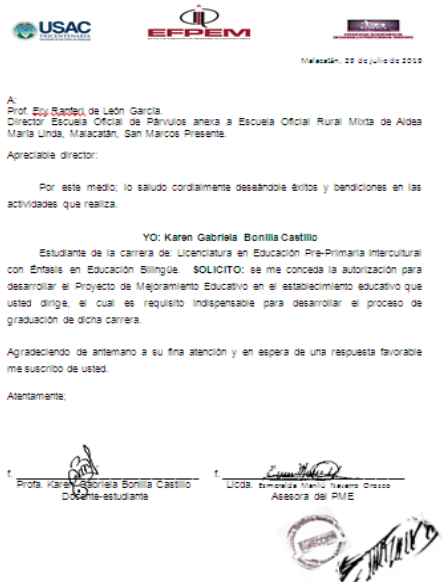 USAC
TRICENTENARIA
EFPEM
Malacatán, 29 de julio de 2019
A:
Prof. Ery Ranferí de León García.
Director Escuela Oficial de Párvulos anexa a Escuela Oficial Rural Mixta de Aldea
María Linda, Malacatán, San Marcos Presente.
Apreciable director:
Por este medio; lo saludo cordialmente deseándole éxitos y bendiciones en las
actividades que realiza.
YO: Karen Gabriela Bonilla Castillo
Estudiante de la carrera de: Licenciatura en Educación Pre-Primaria Intercultural
con Énfasis en Educación Bilingüe. SOLICITO: se me conceda la autorización para
desarrollar el Proyecto de Mejoramiento Educativo en el establecimiento educativo que
usted dirige, el cual es requisito indispensable para desarrollar el proceso de
graduación de dicha carrera.
Agradeciendo de antemano a su fina atención y en espera de una respuesta favorable
me suscribo de usted.
Atentamente;
f. f.
Profa. Karen Gabriela Bonilla Castillo Licda. Esmeralda Marilú Navarro Orozco
Docente-estudiante Asesora del PME